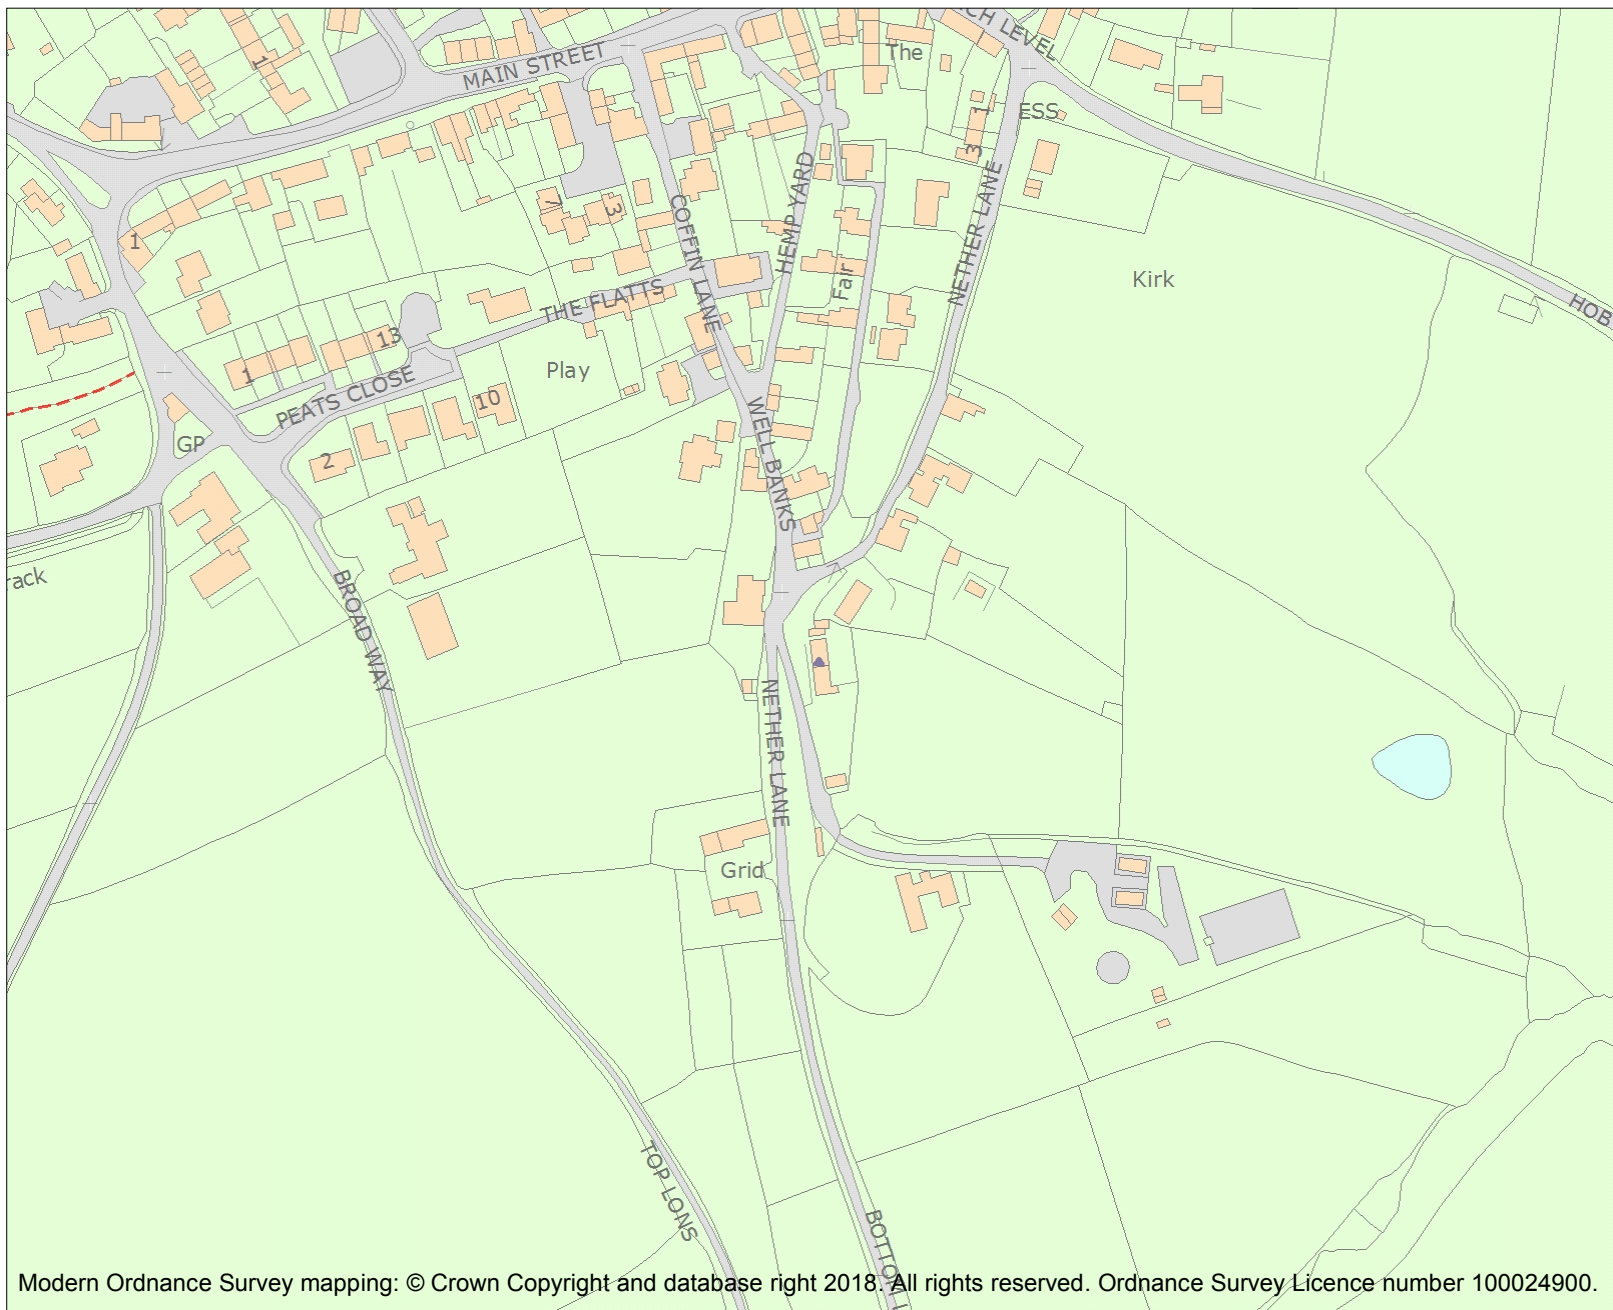 CH LEVEL
MAIN STREET
The
1
ESS
1
3
HEMP YARD
NETHER LANE
COFFIN LANE
7
3
1
Kirk
Fair
THE FLATTS
HOB
13
Play
1
PEATS CLOSE
10
GP
WELL BANKS
2
rack
BROAD WAY
NETHER LANE
Grid
TOP LONS
BOTTOM L
Modern Ordnance Survey mapping: © Crown Copyright and database right 2018. All rights reserved. Ordnance Survey Licence number 100024900.